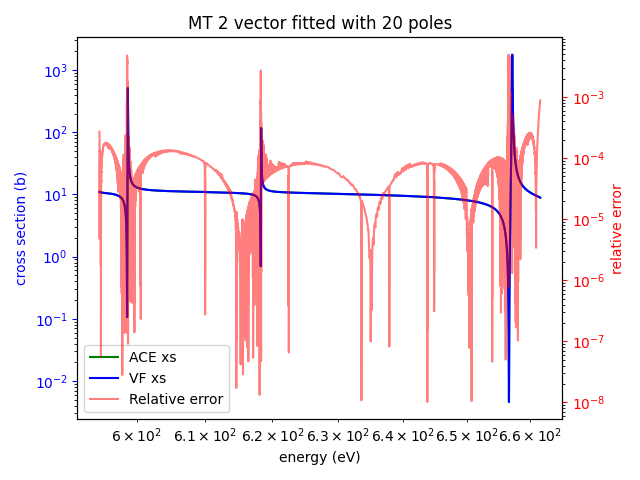 MT 2 vector fitted with 20 poles
cross section (b)
10³
10²
10¹
10⁰
10⁻¹
10⁻²
10⁻³
10⁻⁴
10⁻⁵
10⁻⁶
10⁻⁷
10⁻⁸
relative error
ACE xs
VF xs
Relative error
6 × 10² 6.1 × 10² 6.2 × 10² 6.3 × 10² 6.4 × 10² 6.5 × 10² 6.6 × 10²
energy (eV)